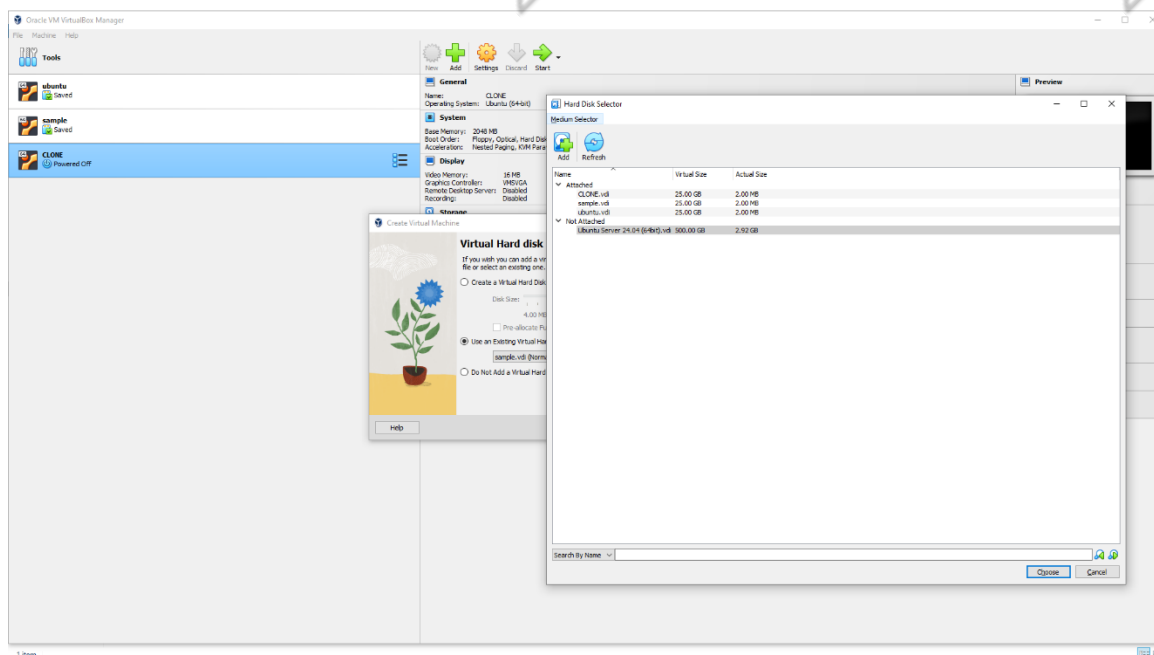 Oracle VM VirtualBox Manager
File Machine Help
Tools
New Add Settings Discard Start
ubuntu
Saved
sample
Saved
CLONE
Powered Off
General
Name: CLONE
Operating System: Ubuntu (64-bit)
System
Base Memory: 2048 MB
Boot Order: Floppy, Optical, Hard Disk
Acceleration: Nested Paging, KVM Para
Display
Video Memory: 16 MB
Graphics Controller: VMSVGA
Remote Desktop Server: Disabled
Recording: Disabled
Storage
Preview
Create Virtual Machine
Virtual Hard disk
If you wish you can add a vir
file or select an existing one.
Create a Virtual Hard Disk
Disk Size:
4.00 MB
Pre-allocate Fu
Use an Existing Virtual Har
sample.vdi (Norma
Do Not Add a Virtual Hard
Help
Hard Disk Selector
Medium Selector
Add Refresh
Name Virtual Size Actual Size
Attached
CLONE.vdi 25.00 GB 2.00 MB
sample.vdi 25.00 GB 2.00 MB
ubuntu.vdi 25.00 GB 2.00 MB
Not Attached
Ubuntu Server 24.04 (64bit).vdi 500.00 GB 2.92 GB
Search By Name
Choose Cancel
1 item